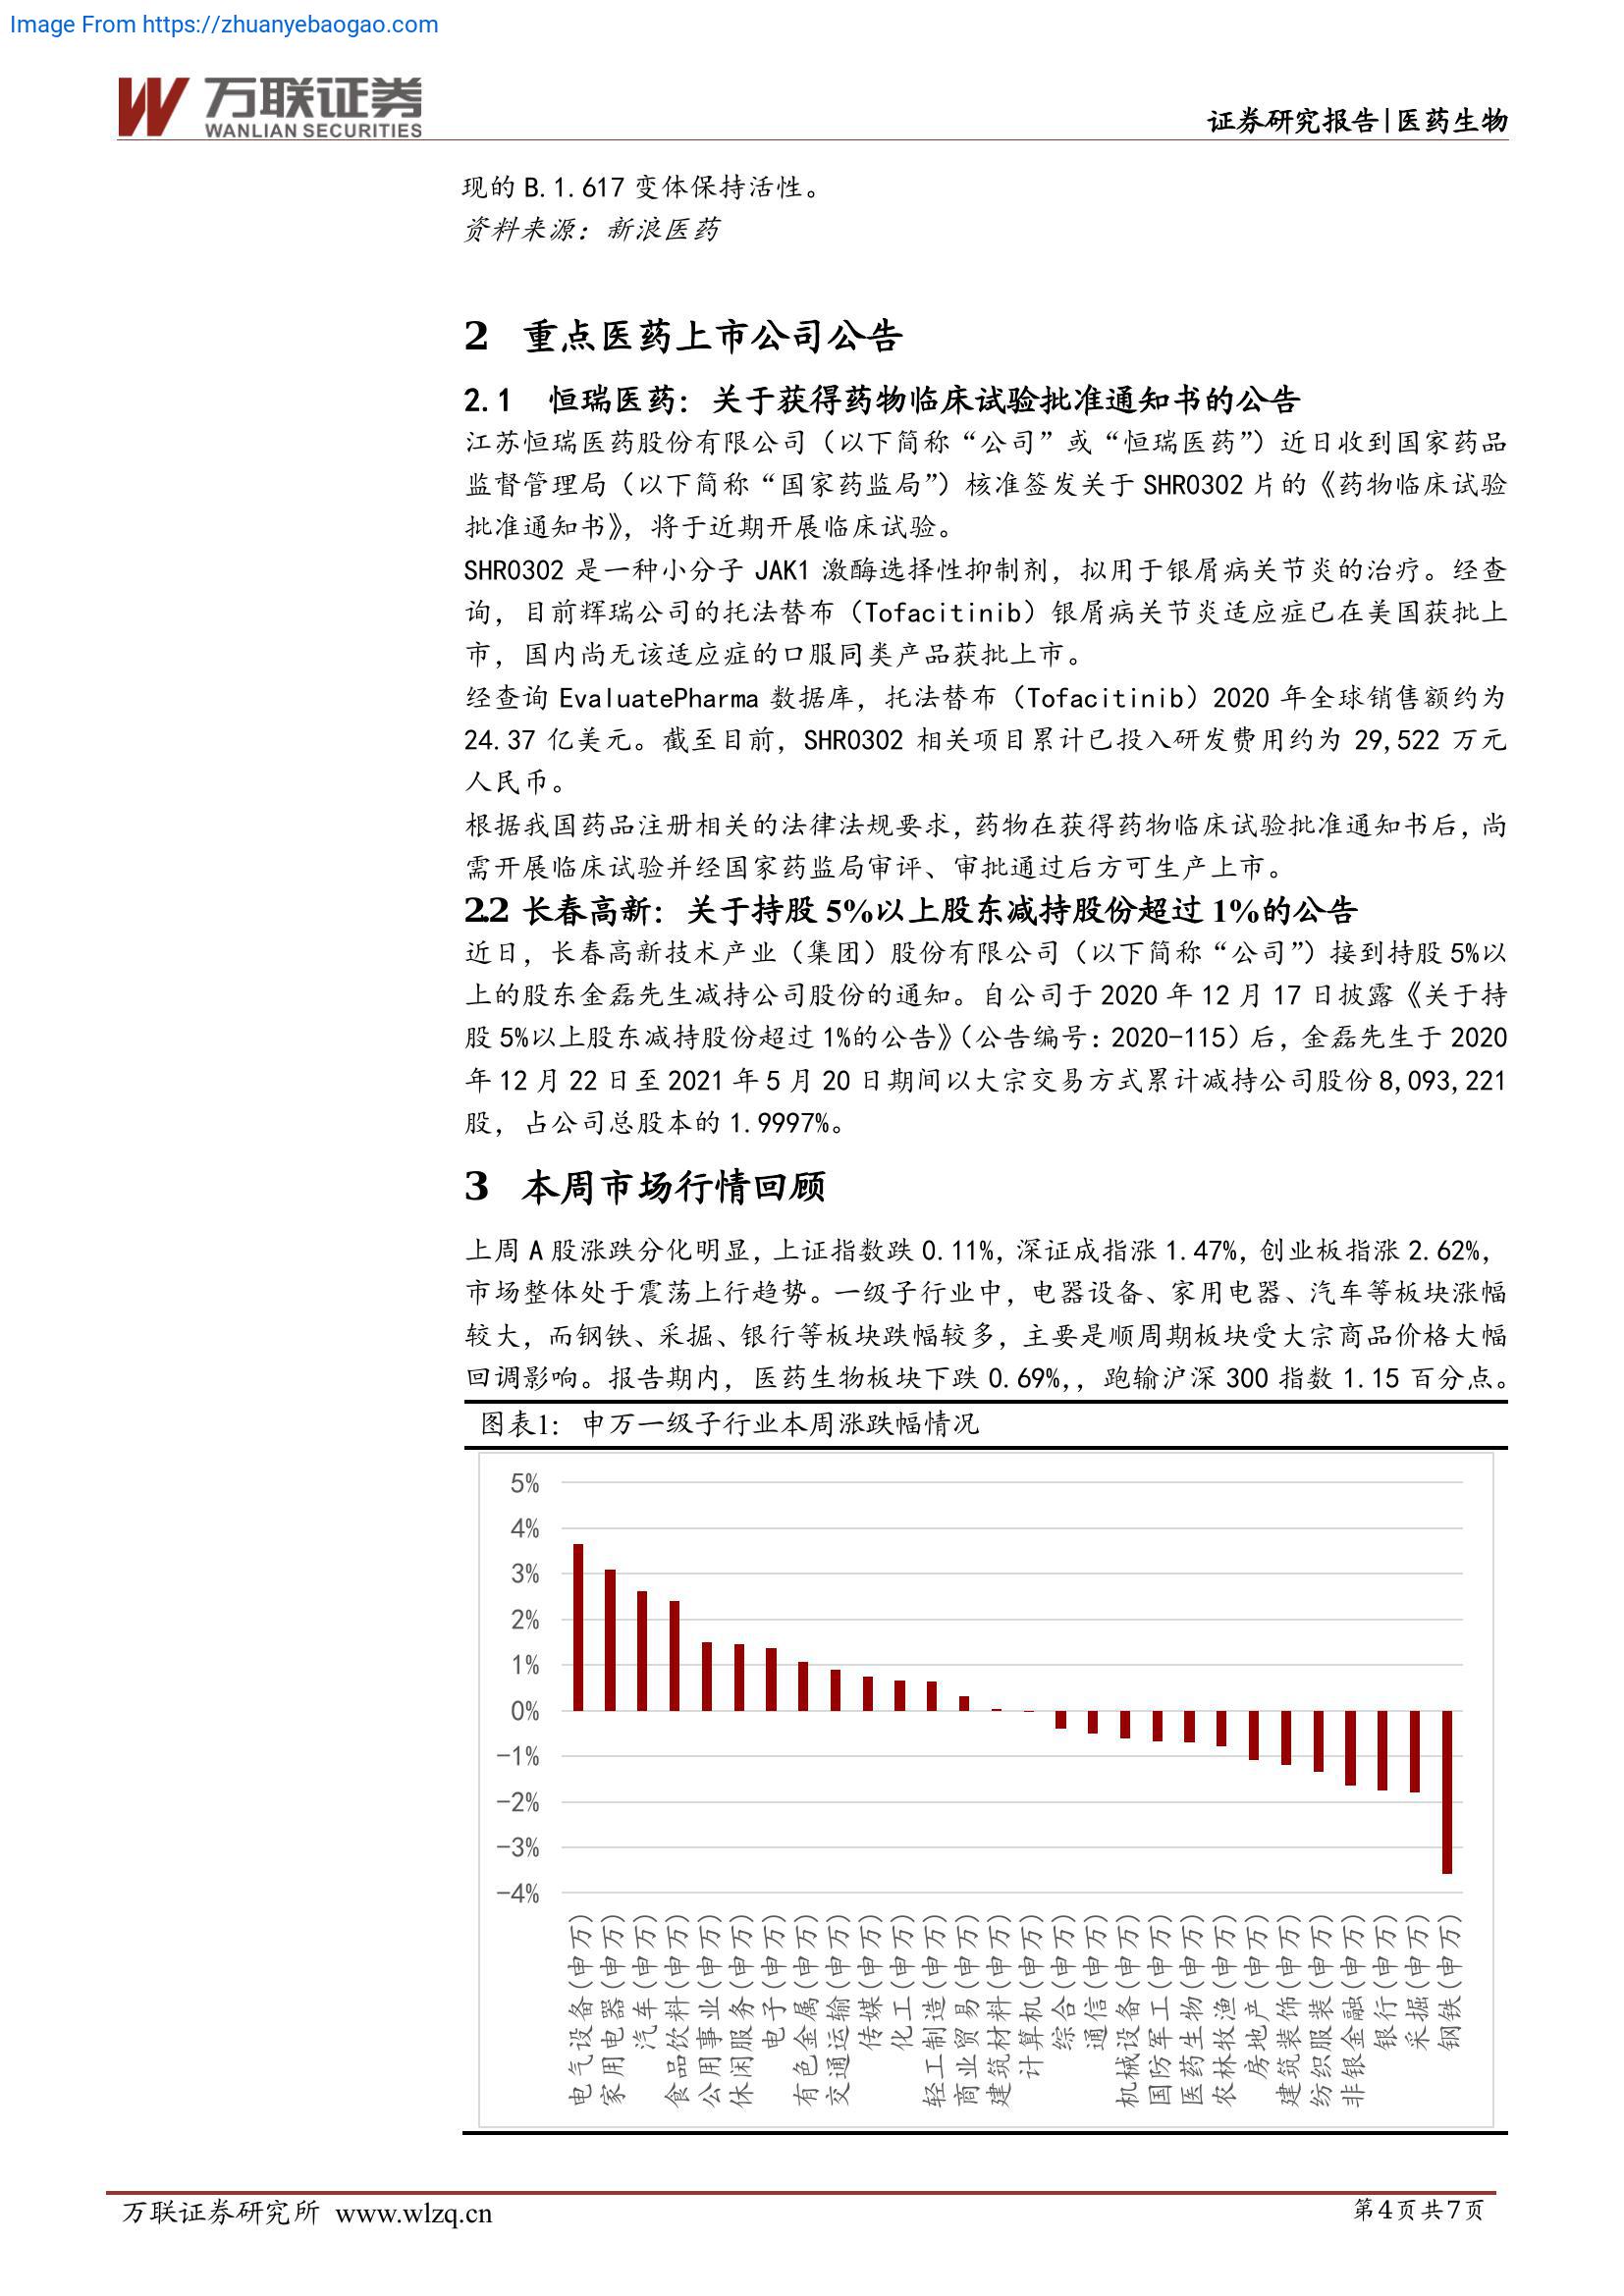 Image From https://zhuanyebaogao.com
万联证券
WANLIAN SECURITIES
证券研究报告|医药生物
现的 B.1.617 变体保持活性。
资料来源：新浪医药
2 重点医药上市公司公告
2.1 恒瑞医药：关于获得药物临床试验批准通知书的公告
江苏恒瑞医药股份有限公司（以下简称“公司”或“恒瑞医药”）近日收到国家药品
监督管理局（以下简称“国家药监局”）核准签发关于 SHR0302 片的《药物临床试验
批准通知书》，将于近期开展临床试验。
SHR0302 是一种小分子 JAK1 激酶选择性抑制剂，拟用于银屑病关节炎的治疗。经查
询，目前辉瑞公司的托法替布（Tofacitinib）银屑病关节炎适应症已在美国获批上
市，国内尚无该适应症的口服同类产品获批上市。
经查询 EvaluatePharma 数据库，托法替布（Tofacitinib）2020 年全球销售额约为
24.37 亿美元。截至目前，SHR0302 相关项目累计已投入研发费用约为 29,522 万元
人民币。
根据我国药品注册相关的法律法规要求，药物在获得药物临床试验批准通知书后，尚
需开展临床试验并经国家药监局审评、审批通过后方可生产上市。
2.2 长春高新：关于持股 5%以上股东减持股份超过 1%的公告
近日，长春高新技术产业（集团）股份有限公司（以下简称“公司”）接到持股 5%以
上的股东金磊先生减持公司股份的通知。自公司于 2020 年 12 月 17 日披露《关于持
股 5%以上股东减持股份超过 1%的公告》（公告编号：2020-115）后，金磊先生于 2020
年 12 月 22 日至 2021 年 5 月 20 日期间以大宗交易方式累计减持公司股份 8,093,221
股，占公司总股本的 1.9997%。
3 本周市场行情回顾
上周 A 股涨跌分化明显，上证指数跌 0.11%，深证成指涨 1.47%，创业板指涨 2.62%，
市场整体处于震荡上行趋势。一级子行业中，电器设备、家用电器、汽车等板块涨幅
较大，而钢铁、采掘、银行等板块跌幅较多，主要是顺周期板块受大宗商品价格大幅
回调影响。报告期内，医药生物板块下跌 0.69%,，跑输沪深 300 指数 1.15 百分点。
图表1：申万一级子行业本周涨跌幅情况
5%
4%
3%
2%
1%
0%
-1%
-2%
-3%
-4%
电气设备(申万)
家用电器(申万)
汽车(申万)
食品饮料(申万)
公用事业(申万)
休闲服务(申万)
电子(申万)
有色金属(申万)
交通运输(申万)
传媒(申万)
化工(申万)
轻工制造(申万)
商业贸易(申万)
建筑材料(申万)
计算机(申万)
综合(申万)
通信(申万)
机械设备(申万)
国防军工(申万)
医药生物(申万)
农林牧渔(申万)
房地产(申万)
建筑装饰(申万)
纺织服装(申万)
非银金融(申万)
银行(申万)
采掘(申万)
钢铁(申万)
万联证券研究所 www.wlzq.cn
第4页共7页